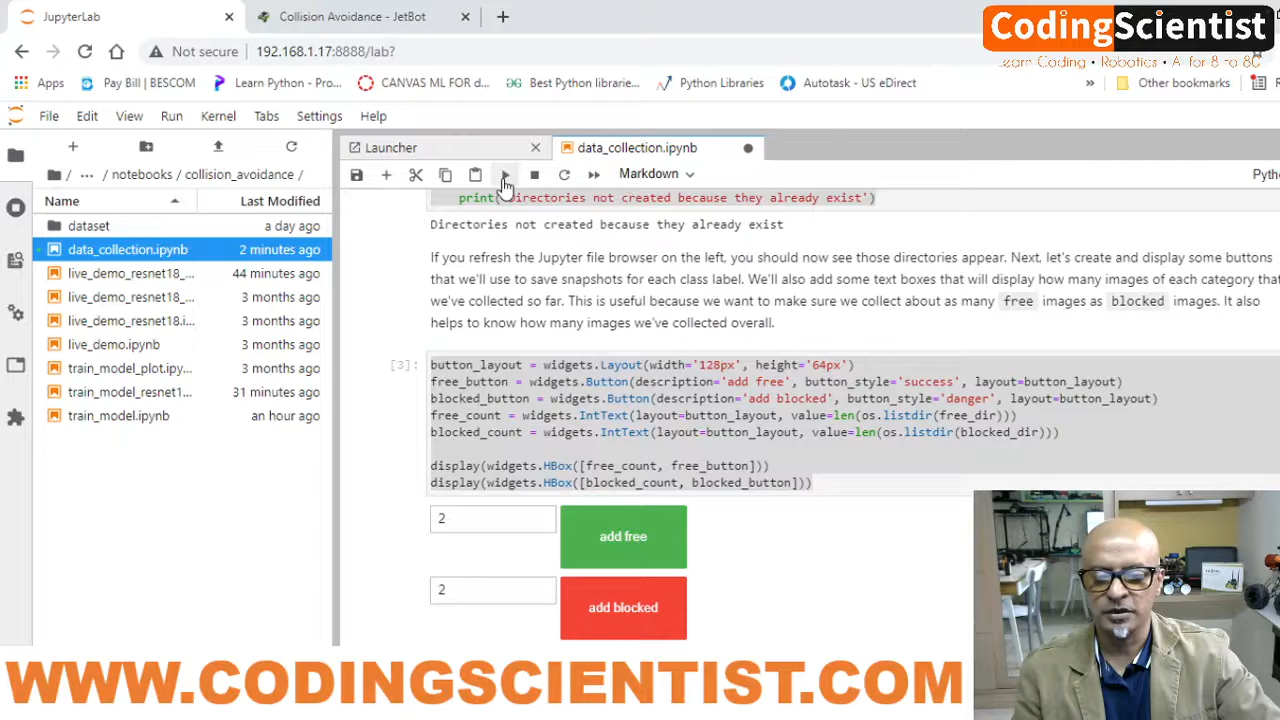 JupyterLab
Collision Avoidance - JetBot
CodingScientist
Learn Coding • Robotics • AI for 8 to 80
Not secure
192.168.1.17:8888/lab?
Apps
Pay Bill | BESCOM
Learn Python - Pro...
CANVAS ML FOR D...
Best Python librarie...
Python Libraries
Autotask - US eDirect
Other bookmarks
File
Edit
View
Run
Kernel
Tabs
Settings
Help
Launcher
data_collection.ipynb
/ ... / notebooks / collision_avoidance /
Markdown
Name
Last Modified
dataset
a day ago
data_collection.ipynb
2 minutes ago
live_demo_resnet18_...
44 minutes ago
live_demo_resnet18_...
3 months ago
live_demo_resnet18.i...
3 months ago
live_demo.ipynb
3 months ago
train_model_plot.ipy...
3 months ago
train_model_resnet1...
31 minutes ago
train_model.ipynb
an hour ago
print('Directories not created because they already exist')
Directories not created because they already exist
If you refresh the Jupyter file browser on the left, you should now see those directories appear. Next, let's create and display some buttons
that we'll use to save snapshots for each class label. We'll also add some text boxes that will display how many images of each category that
we've collected so far. This is useful because we want to make sure we collect about as many free images as blocked images. It also
helps to know how many images we've collected overall.
[3]:
button_layout = widgets.Layout(width='128px', height='64px')
free_button = widgets.Button(description='add free', button_style='success', layout=button_layout)
blocked_button = widgets.Button(description='add blocked', button_style='danger', layout=button_layout)
free_count = widgets.IntText(layout=button_layout, value=len(os.listdir(free_dir)))
blocked_count = widgets.IntText(layout=button_layout, value=len(os.listdir(blocked_dir)))
display(widgets.HBox([free_count, free_button]))
display(widgets.HBox([blocked_count, blocked_button]))
2
add free
2
add blocked
WWW.CODINGSCIENTIST.COM